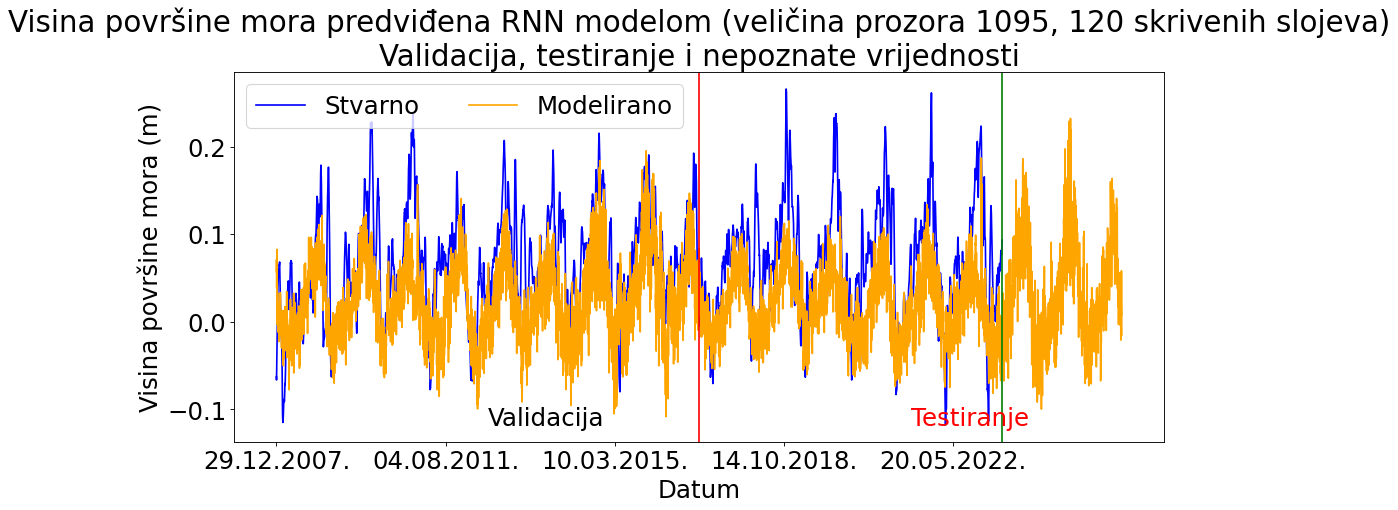 Visina površine mora predviđena RNN modelom (veličina prozora 1095, 120 skrivenih slojeva)
Validacija, testiranje i nepoznate vrijednosti
Stvarno Modelirano
Visina površine mora (m)
0.2
0.1
0.0
−0.1
Validacija Testiranje
29.12.2007. 04.08.2011. 10.03.2015. 14.10.2018. 20.05.2022.
Datum